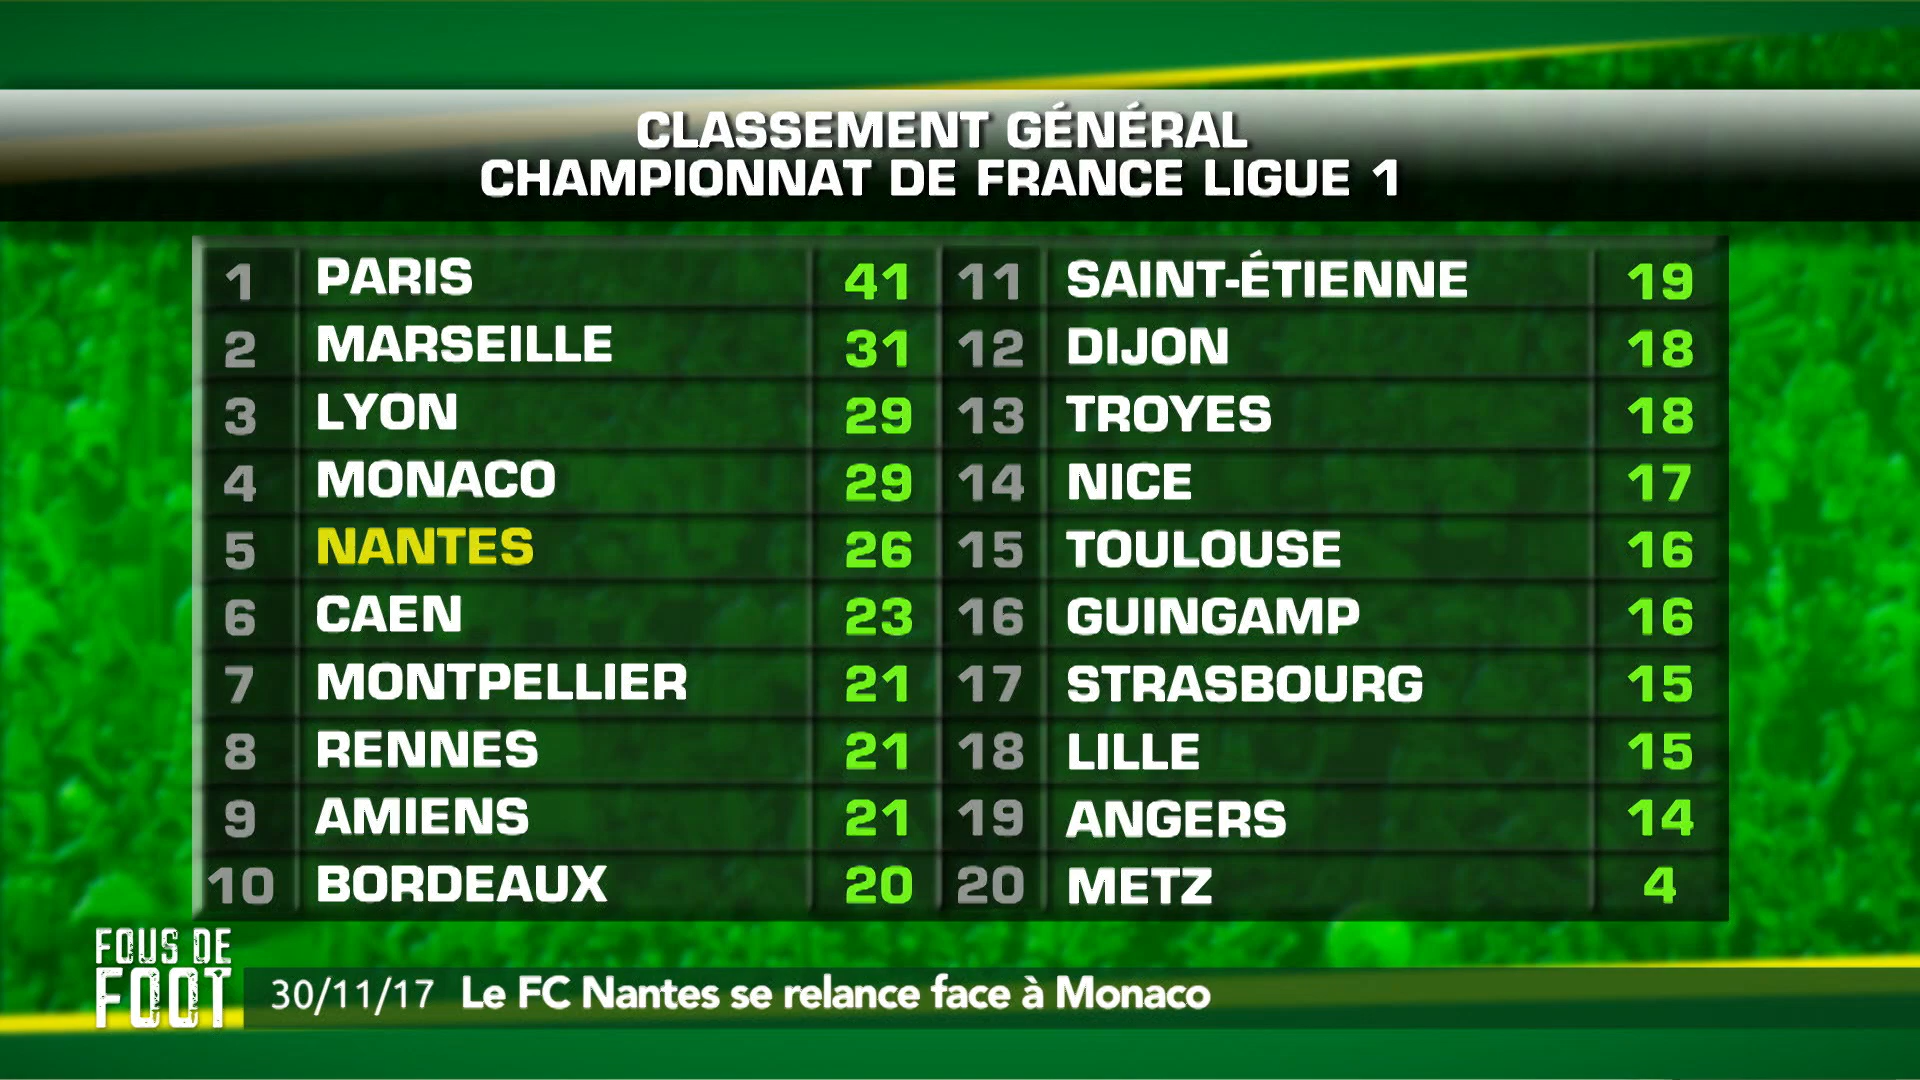 CLASSEMENT GÉNÉRAL
CHAMPIONNAT DE FRANCE LIGUE 1
1 PARIS 41
2 MARSEILLE 31
3 LYON 29
4 MONACO 29
5 NANTES 26
6 CAEN 23
7 MONTPELLIER 21
8 RENNES 21
9 AMIENS 21
10 BORDEAUX 20
11 SAINT-ÉTIENNE 19
12 DIJON 18
13 TROYES 18
14 NICE 17
15 TOULOUSE 16
16 GUINGAMP 16
17 STRASBOURG 15
18 LILLE 15
19 ANGERS 14
20 METZ 4
FOUS DE
FOOT
30/11/17 Le FC Nantes se relance face à Monaco